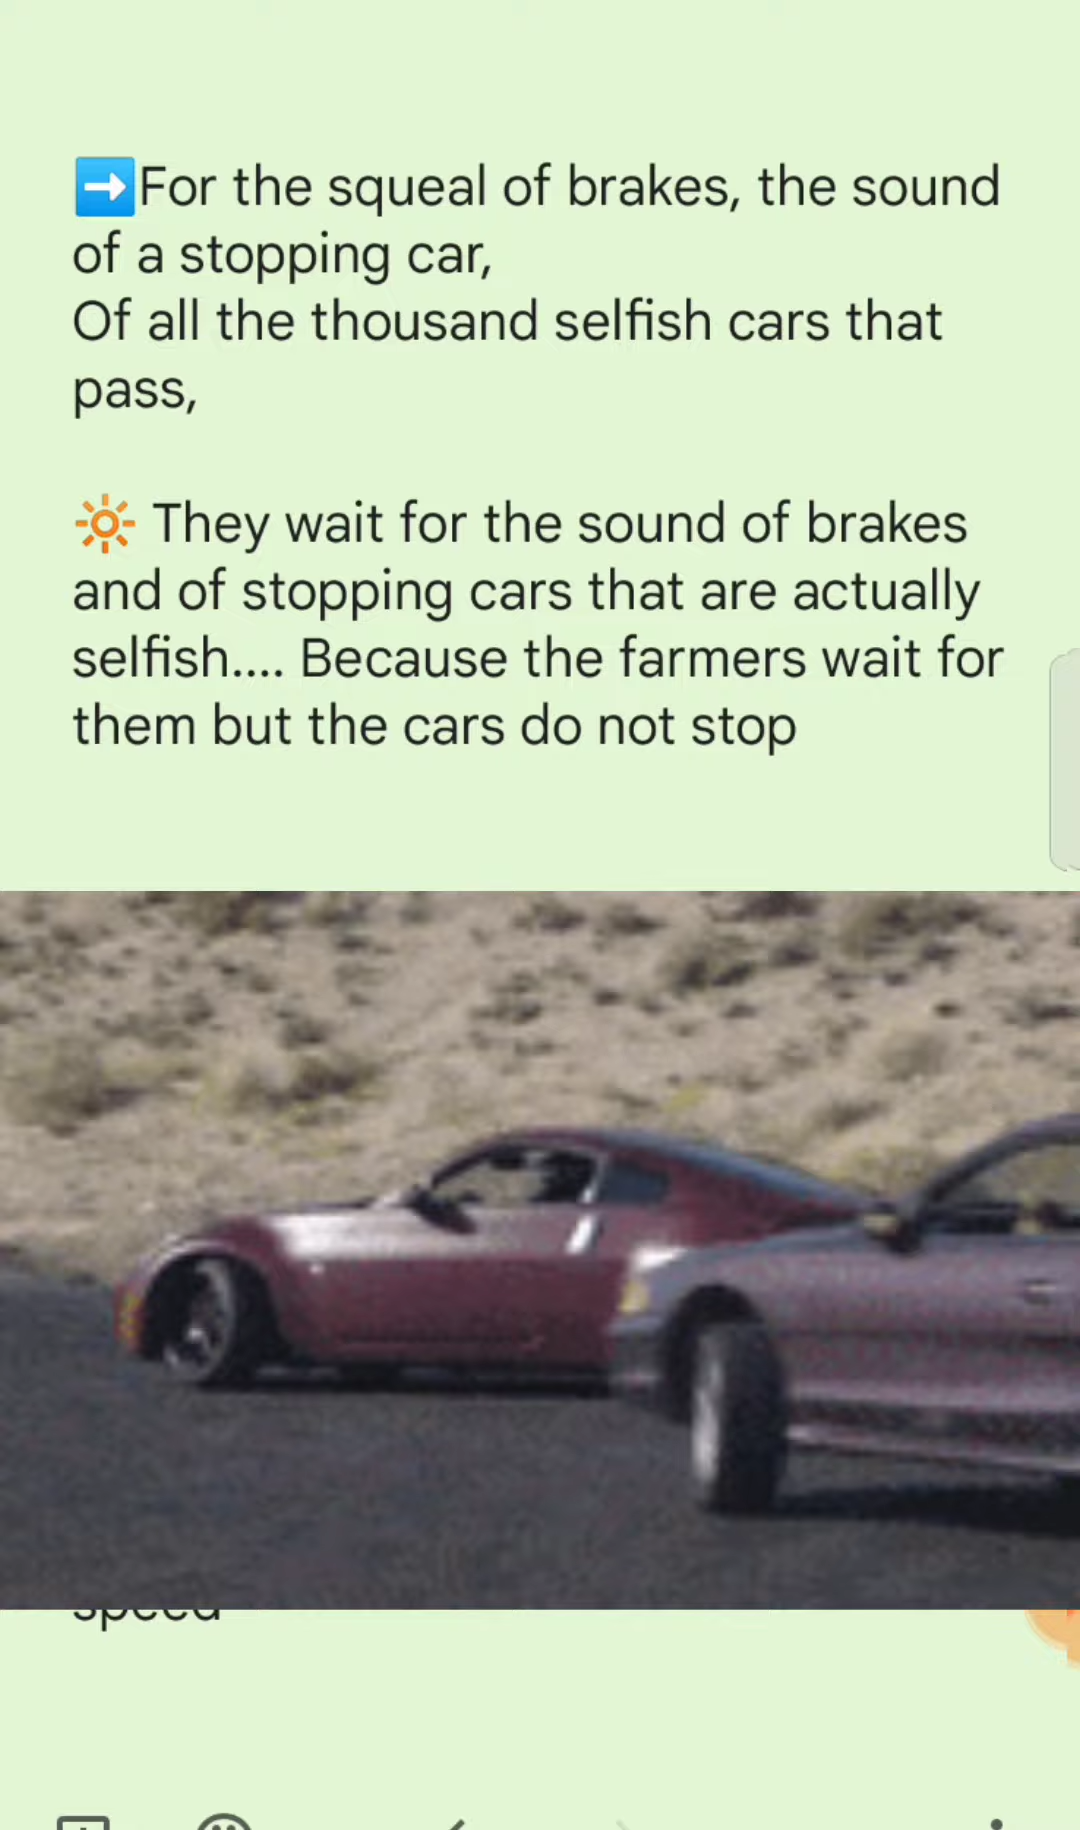 ➡️For the squeal of brakes, the sound
of a stopping car,
Of all the thousand selfish cars that
pass,
🔆 They wait for the sound of brakes
and of stopping cars that are actually
selfish.... Because the farmers wait for
them but the cars do not stop
speed